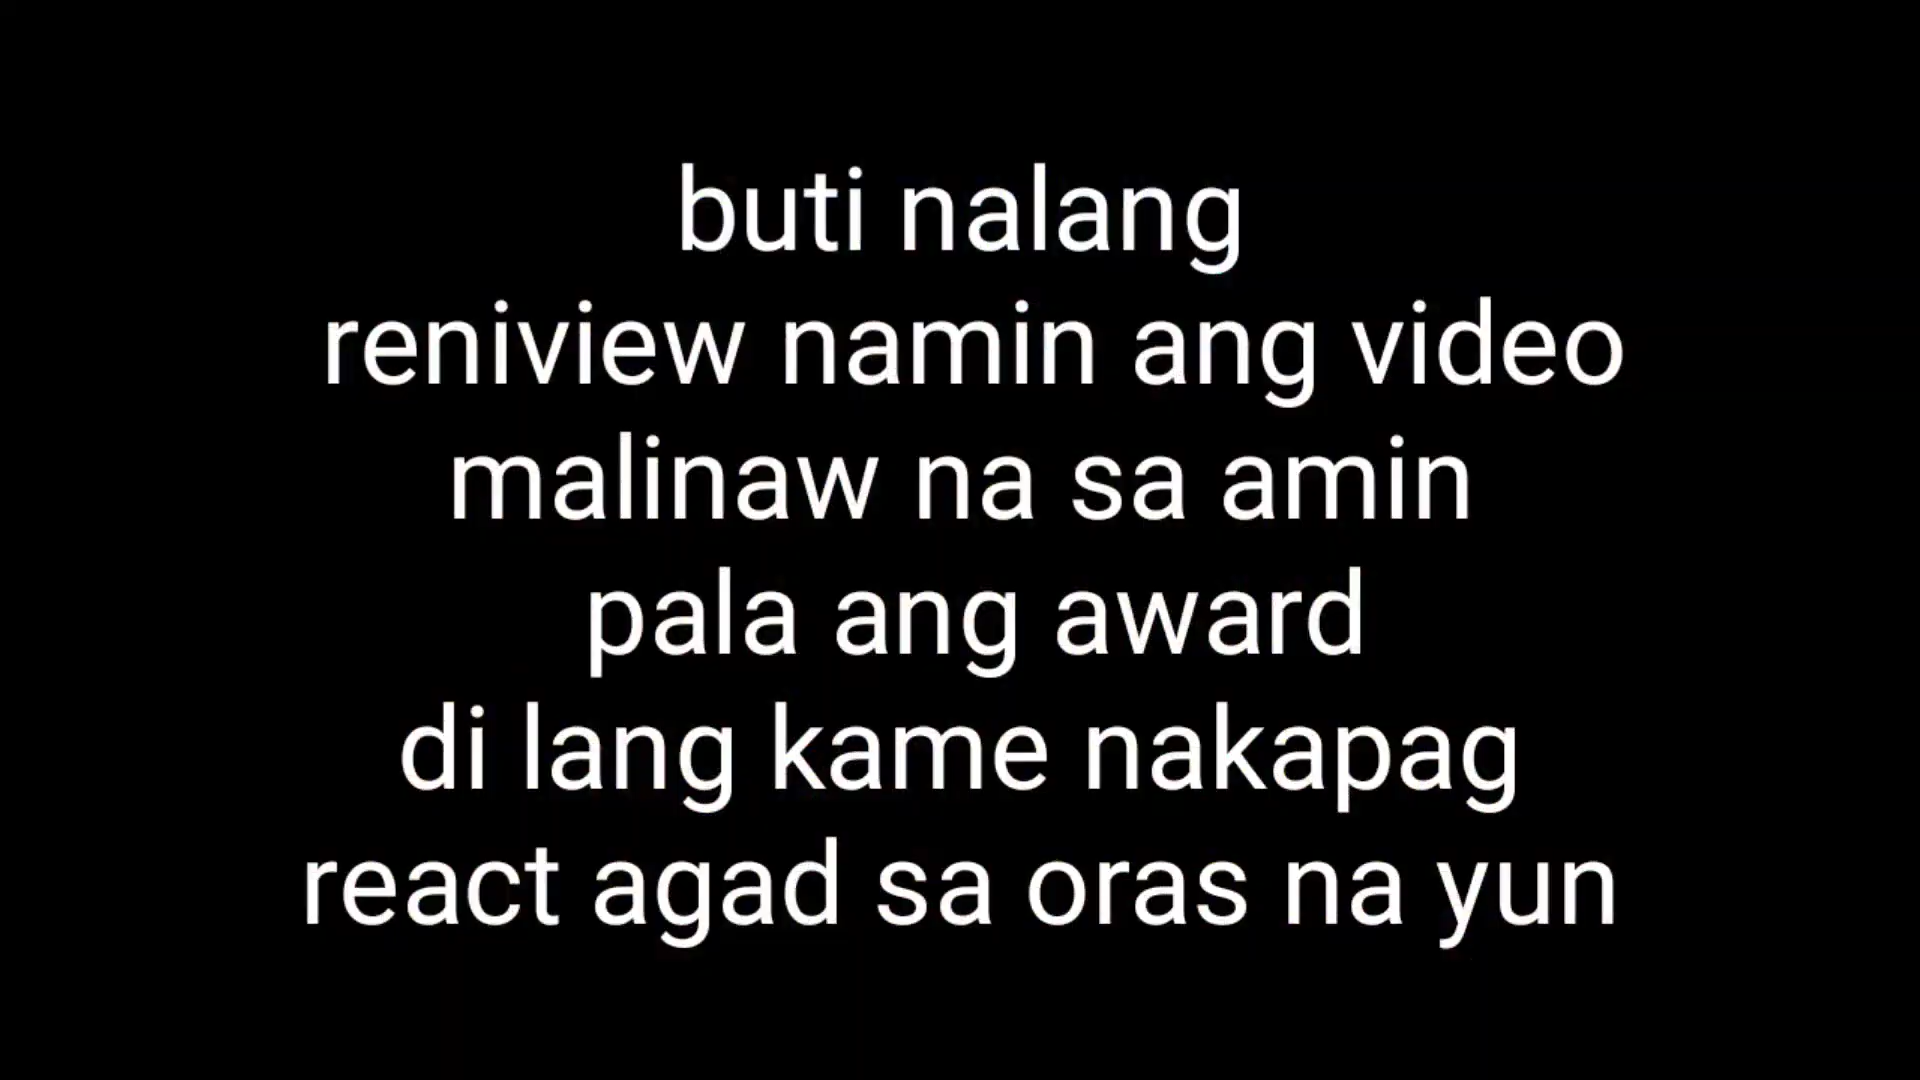 buti nalang
reniview namin ang video
malinaw na sa amin
pala ang award
di lang kame nakapag
react agad sa oras na yun